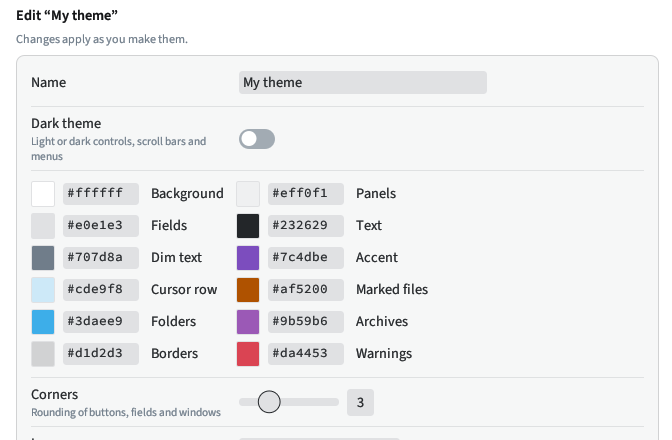 Edit “My theme”
Changes apply as you make them.
Name My theme
Dark theme
Light or dark controls, scroll bars and
menus
#ffffff Background #eff0f1 Panels
#e0e1e3 Fields #232629 Text
#707d8a Dim text #7c4dbe Accent
#cde9f8 Cursor row #af5200 Marked files
#3daee9 Folders #9b59b6 Archives
#d1d2d3 Borders #da4453 Warnings
Corners
Rounding of buttons, fields and windows
3